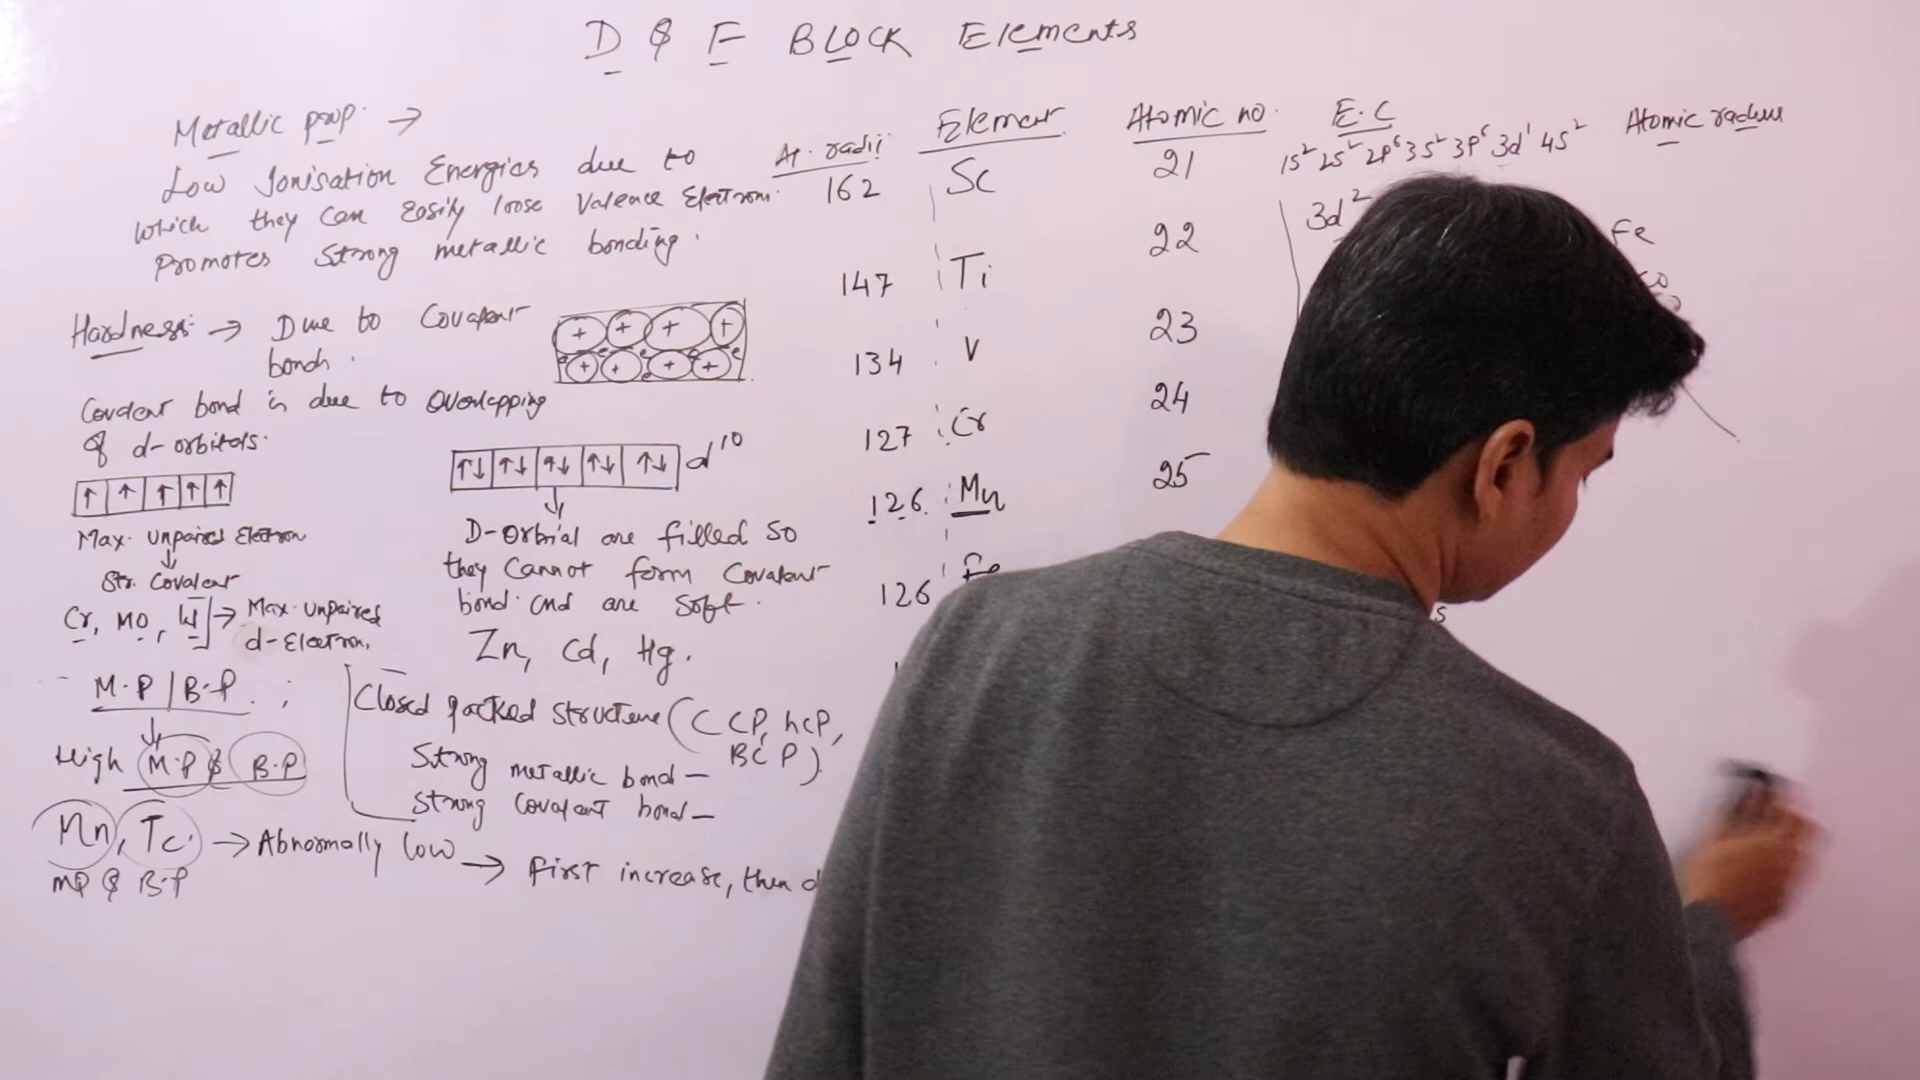 D & F BLOCK Elements
Metallic prop. →
Low Ionisation Energies due to
which they can easily loose Valence Electron.
Promotes Strong metallic bonding.
Hardness: → Due to Covalent
bond.
+ + + +
e e e e e
+ + + +
Covalent bond is due to overlapping
of d-orbitals.
↑ ↑ ↑ ↑ ↑
Max. unpaired Electron
↓
Str. Covalent
Cr, MO, W] → Max. unpaired
d-Electron.
↑↓ ↑↓ ↑↓ ↑↓ ↑↓ d¹⁰
↓
D-orbial are filled so
they cannot form Covalent
bond. and are soft.
Zn, Cd, Hg.
M.P | B.P. ;
↓
High M.P & B.P
Closed packed structure (CCP, hcp,
BCP)
Strong metallic bond –
Strong Covalent bond –
Mn, Tc. → Abnormally low
MP & B.P
→ first increase, then d
At. radii Element Atomic no. E.C Atomic radius
162 Sc 21 1s² 2s² 2p⁶ 3s² 3p⁶ 3d¹ 4s²
147 Ti 22 3d²
134 V 23
127 Cr 24
126. Mn 25
126 Fe
Fe
Co
s